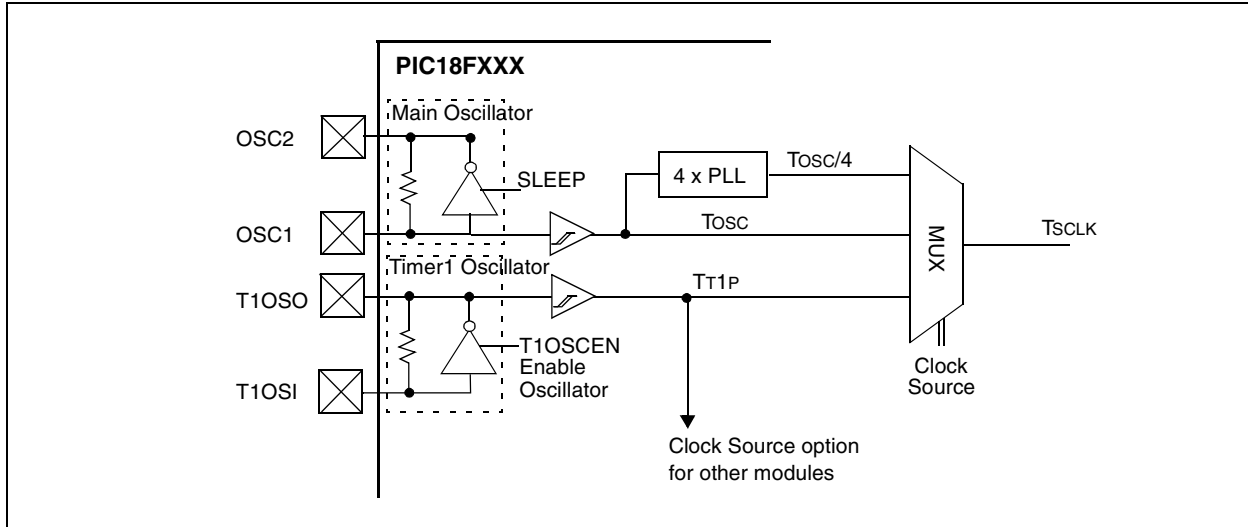 PIC18FXXX
Main Oscillator
OSC2
SLEEP
4 x PLL
TOSC/4
OSC1
TOSC
MUX
TSCLK
Timer1 Oscillator
T1OSO
TT1P
T1OSCEN
Enable
Oscillator
T1OSI
Clock
Source
Clock Source option
for other modules